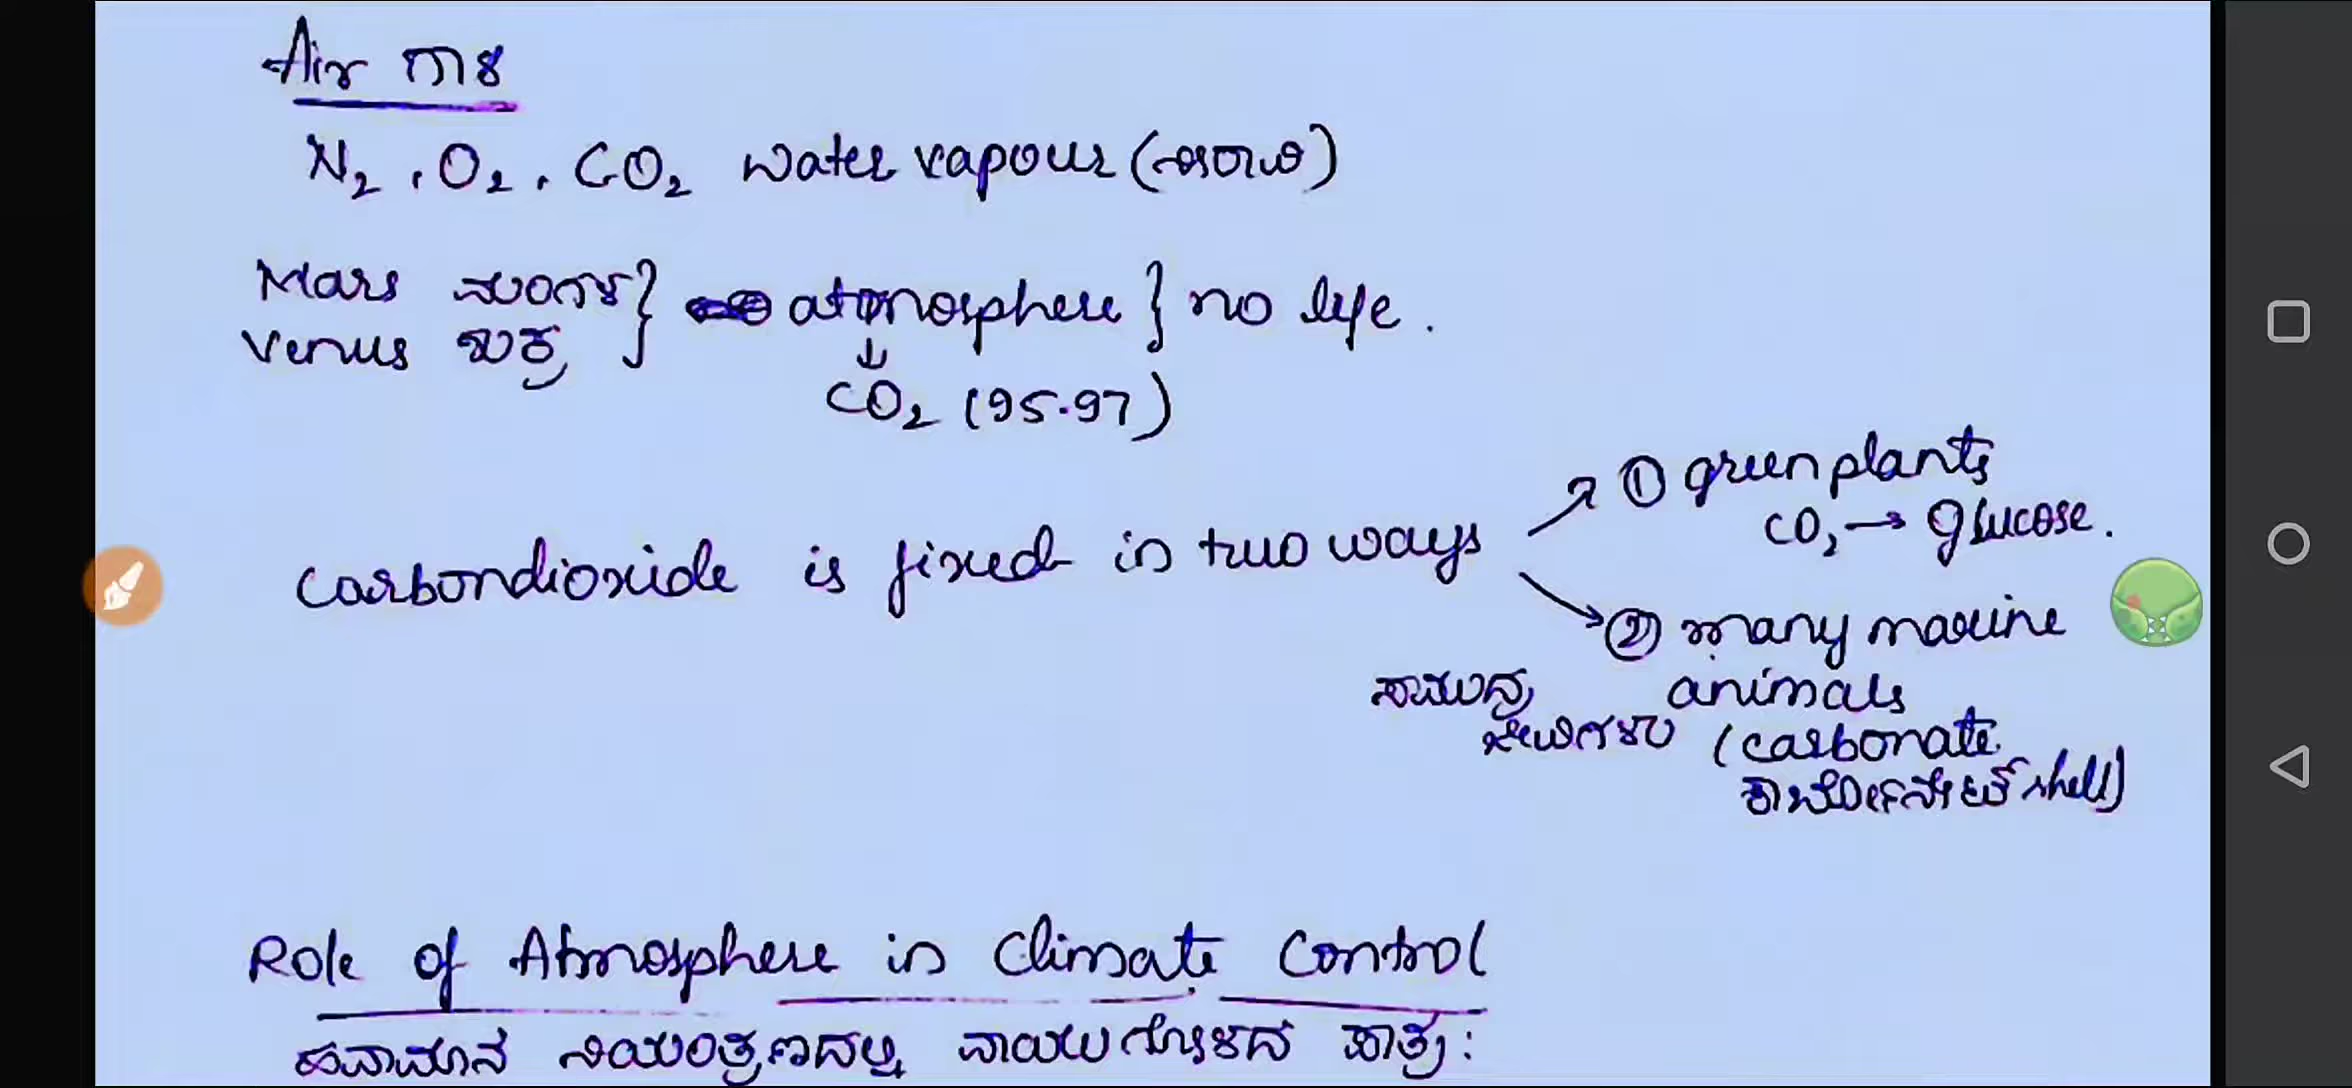 Air ಗಾಳಿ
N₂, O₂, CO₂ water vapour (ಹಬೆ)
Mars ಮಂಗಳ } atmosphere } no life.
Venus ಶುಕ್ರ
↓
CO₂ (95-97)
① green plants
CO₂ → glucose.
Carbondioxide is fixed in two ways
② many marine
ಸಾಮುದ್ರ animals
ಜೀವಿಗಳು (carbonate
ಕಾರ್ಬೋನೇಟ್ shell)
Role of Atmosphere in Climate Control
ಹವಾಮಾನ ನಿಯಂತ್ರಣದಲ್ಲಿ ವಾಯುಗೋಳದ ಪಾತ್ರ: